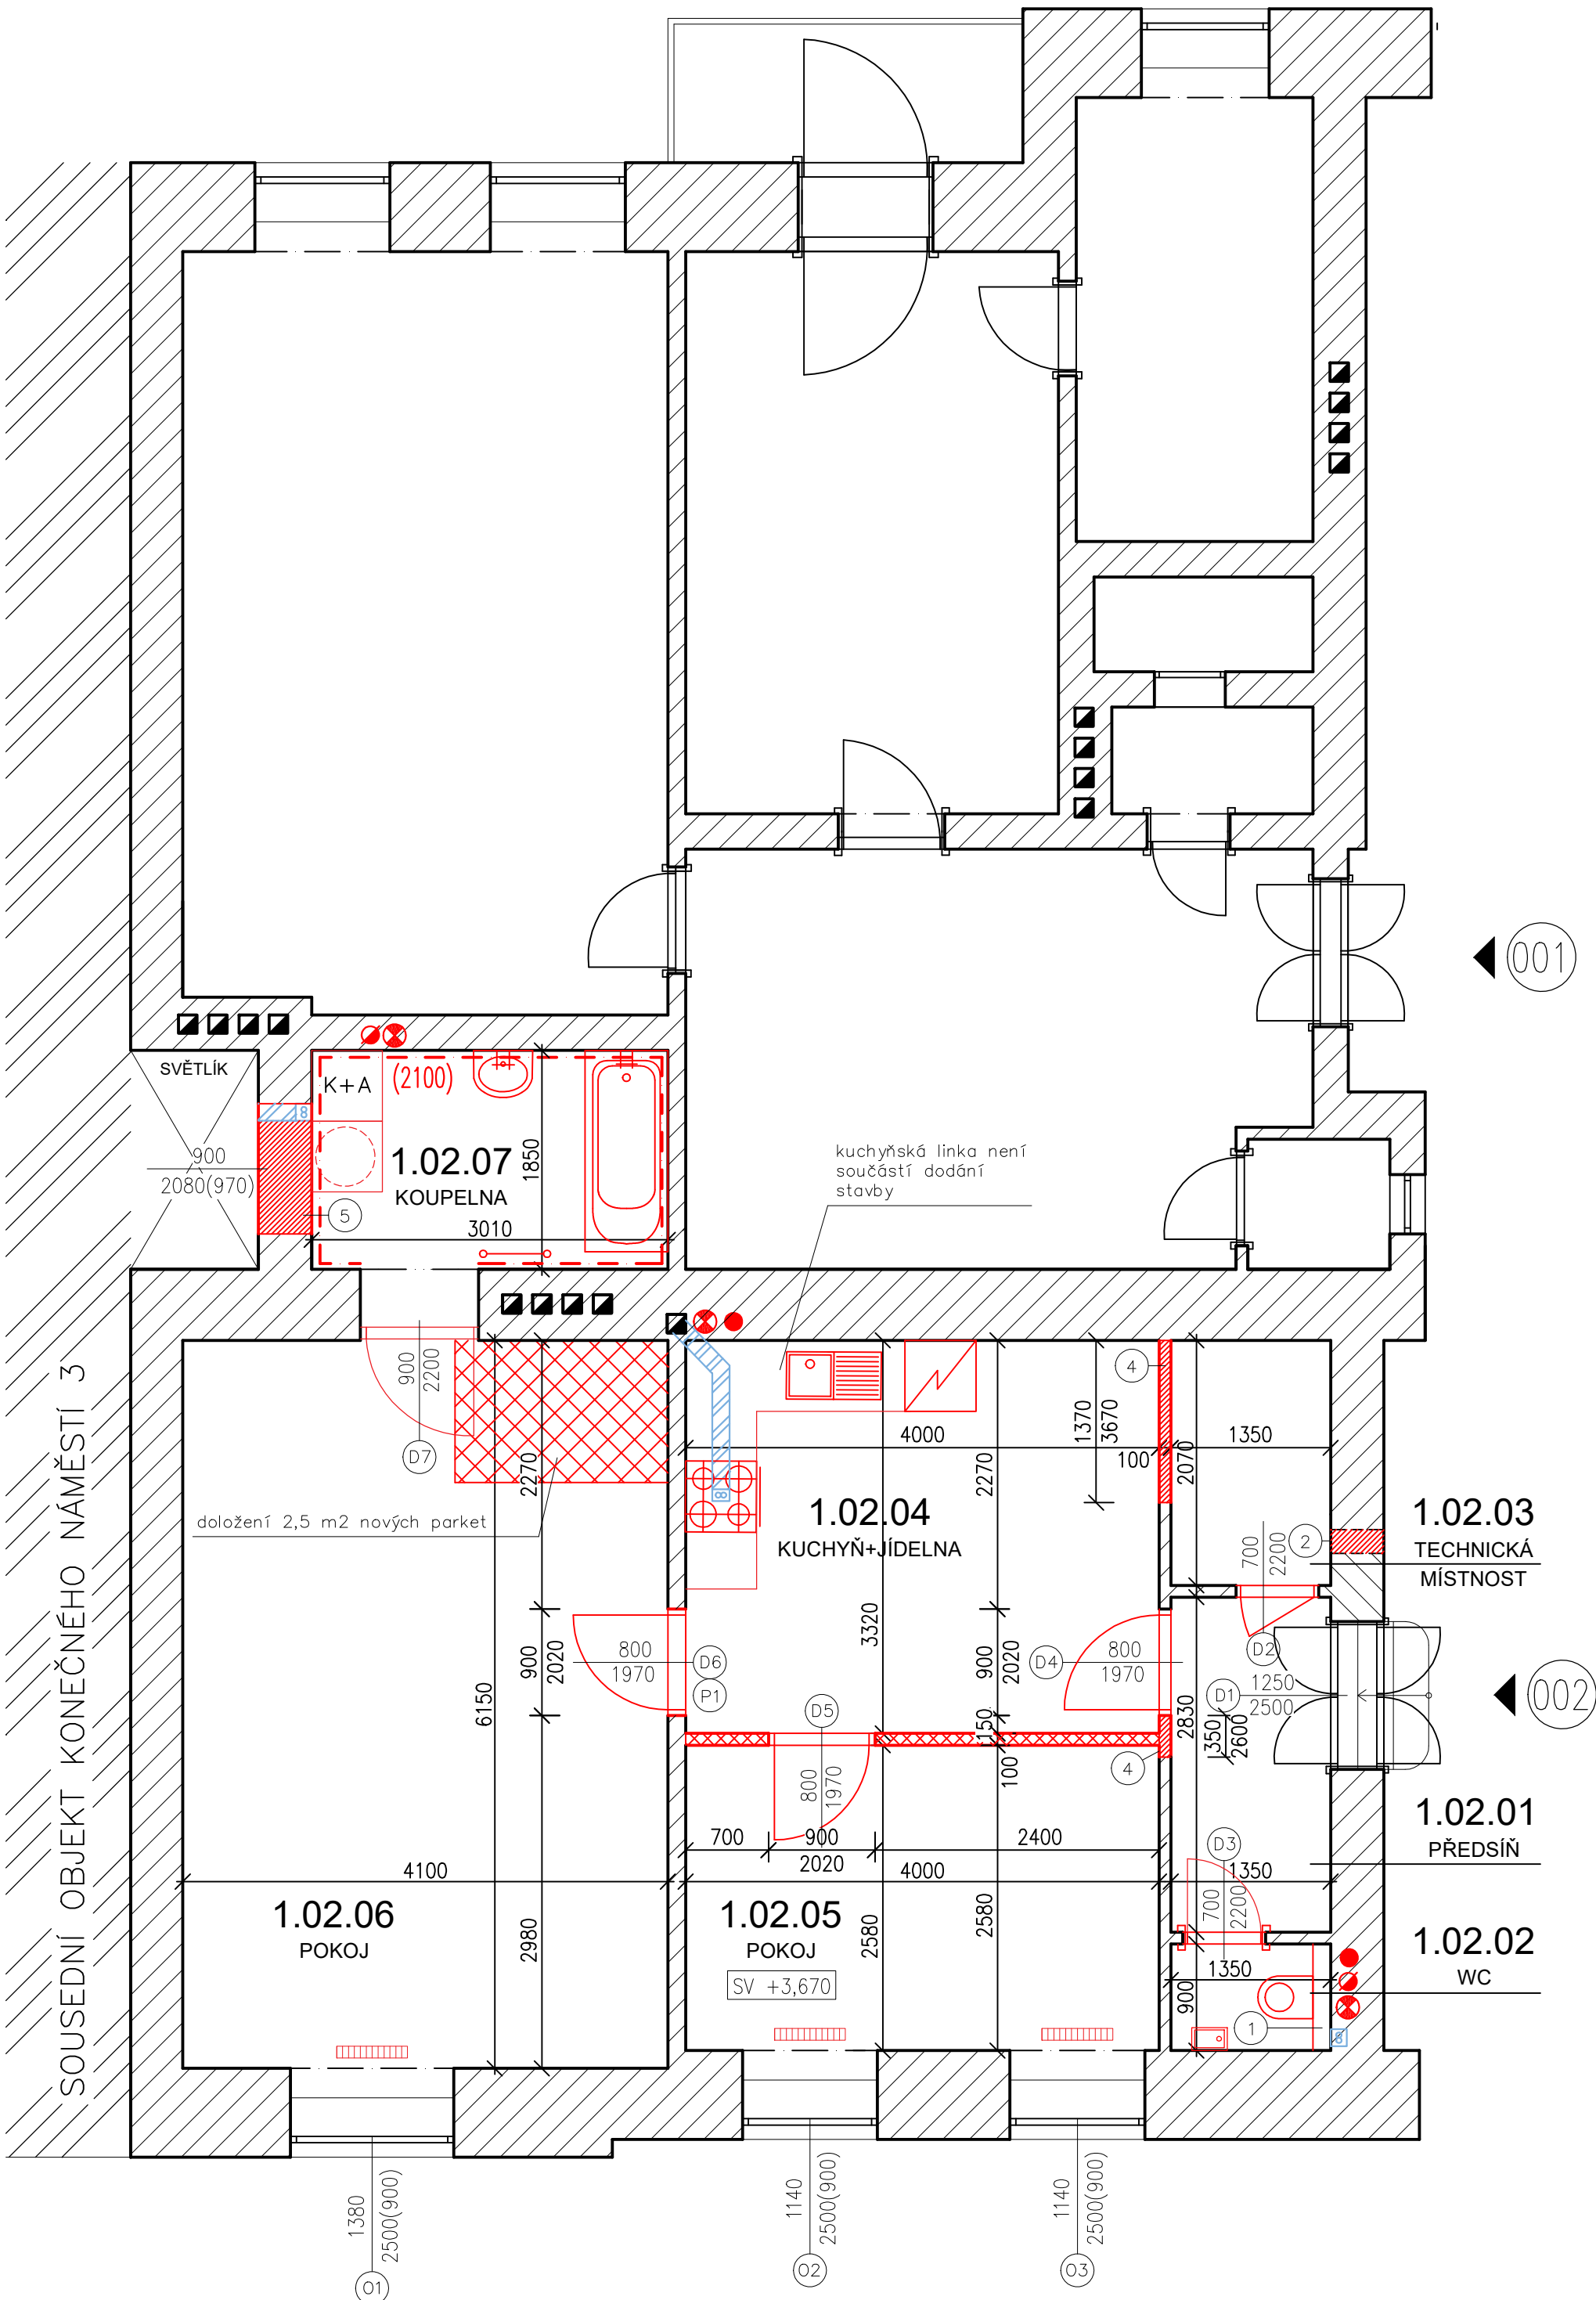 001
SVĚTLÍK
K+A
(2100)
8
900
2080(970)
1.02.07
KOUPELNA
1850
3010
5
kuchyňská linka není
součástí dodání
stavby
SOUSEDNÍ OBJEKT KONEČNÉHO NÁMĚSTÍ 3
900
2200
D7
2270
doložení 2,5 m2 nových parket
4000
2270
1370
3670
4
100
1350
2070
8
1.02.04
KUCHYŇ+JÍDELNA
1.02.03
TECHNICKÁ
MÍSTNOST
2
700
2200
D2
6150
900
2020
800
1970
D6
P1
3320
900
2020
D4
800
1970
D1
1250
2500
002
2830
350
2600
D5
800
1970
150
100
4
700
900
2020
2400
D3
700
2200
1.02.01
PŘEDSÍŇ
4100
4000
1350
1.02.06
POKOJ
2980
1.02.05
POKOJ
SV +3,670
2580
2580
1350
900
1
8
1.02.02
WC
1380
2500(900)
O1
1140
2500(900)
O2
1140
2500(900)
O3